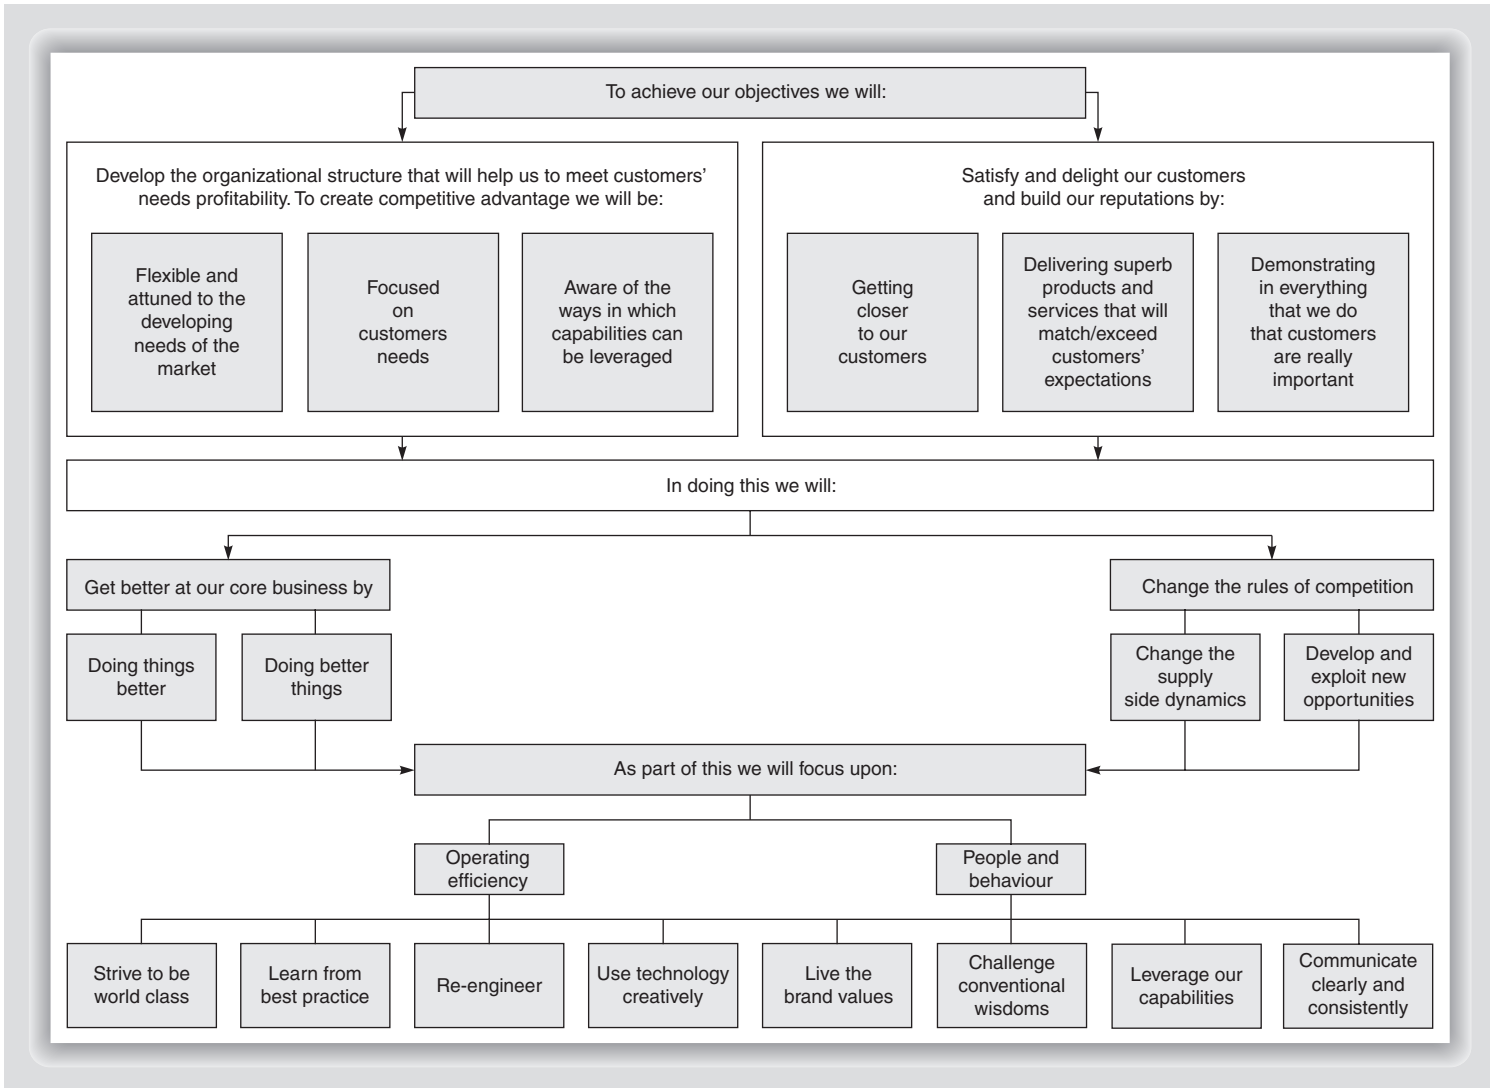 To achieve our objectives we will:
Develop the organizational structure that will help us to meet customers’
needs profitability. To create competitive advantage we will be:
Flexible and
attuned to the
developing
needs of the
market
Focused
on
customers
needs
Aware of the
ways in which
capabilities can
be leveraged
Satisfy and delight our customers
and build our reputations by:
Getting
closer
to our
customers
Delivering superb
products and
services that will
match/exceed
customers’
expectations
Demonstrating
in everything
that we do
that customers
are really
important
In doing this we will:
Get better at our core business by
Doing things
better
Doing better
things
Change the rules of competition
Change the
supply
side dynamics
Develop and
exploit new
opportunities
As part of this we will focus upon:
Operating
efficiency
People and
behaviour
Strive to be
world class
Learn from
best practice
Re-engineer
Use technology
creatively
Live the
brand values
Challenge
conventional
wisdoms
Leverage our
capabilities
Communicate
clearly and
consistently